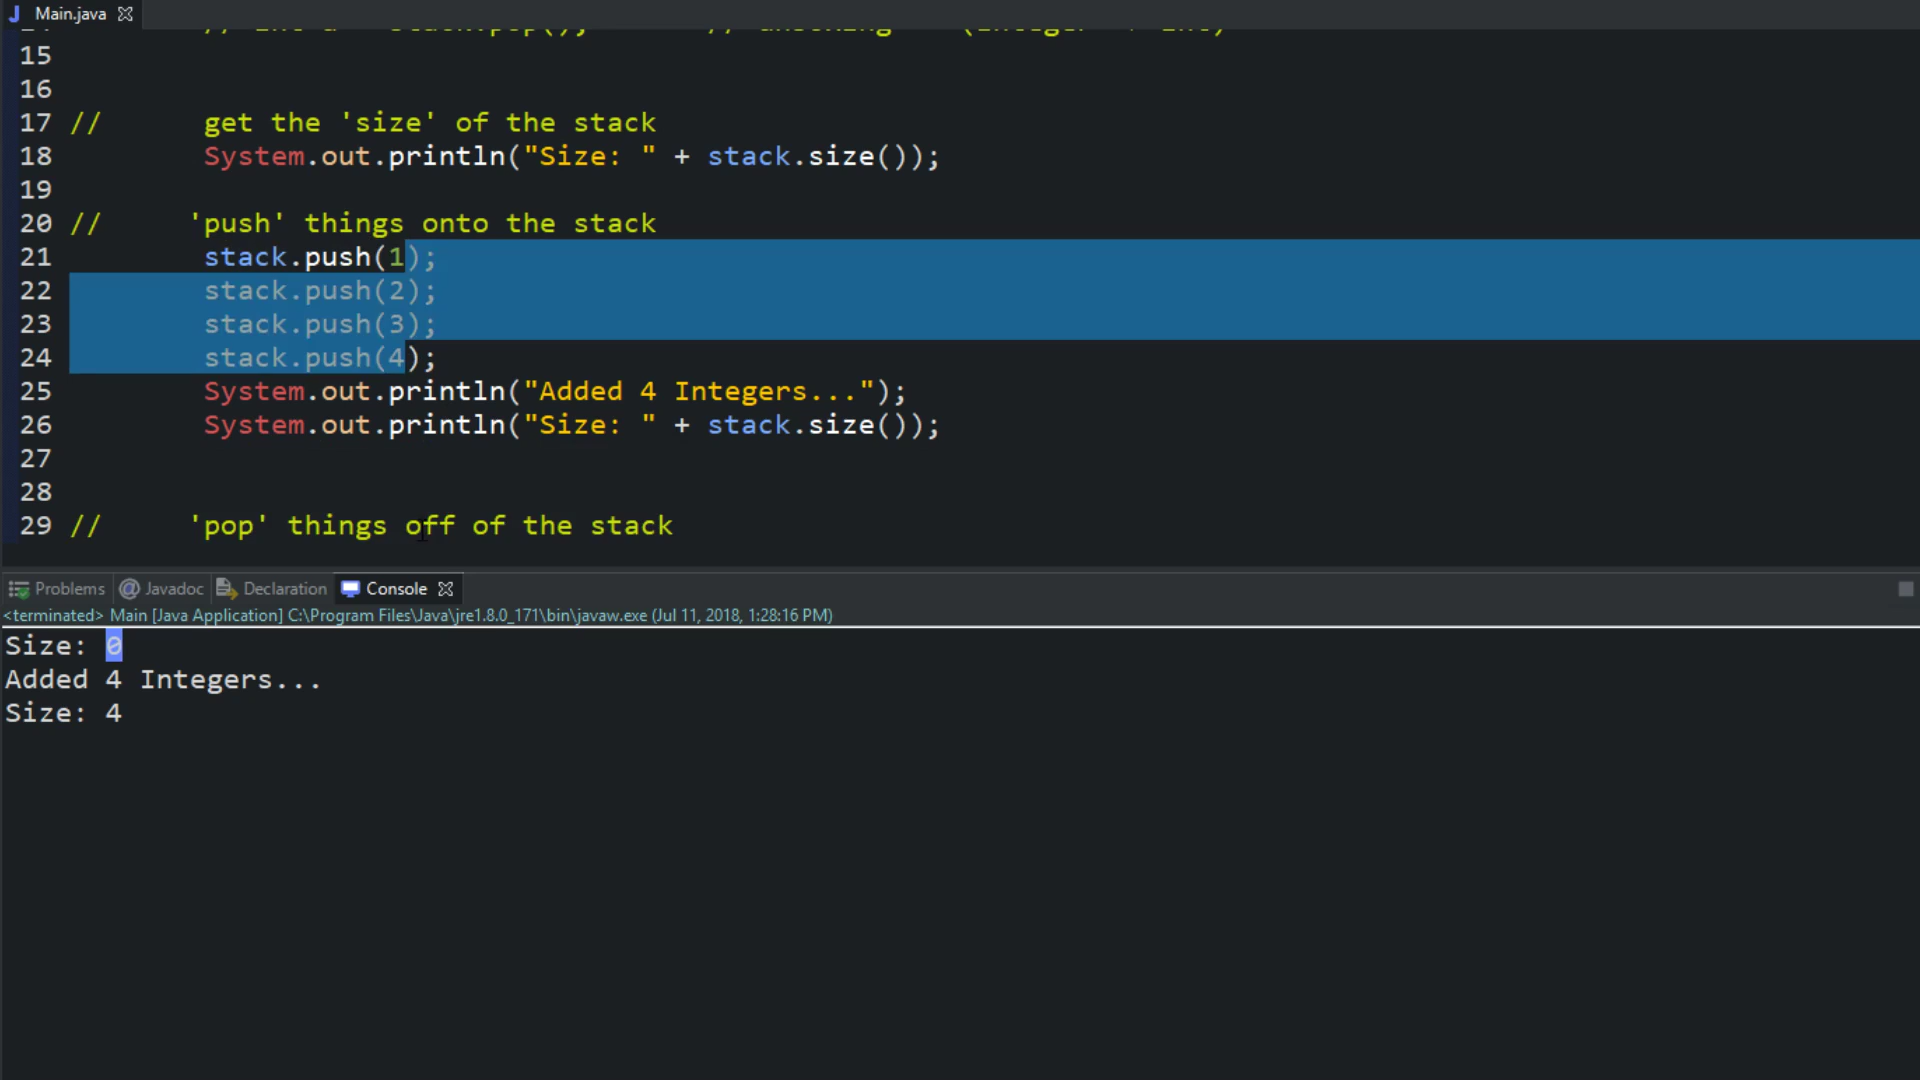 Main.java
15
16
17 // get the 'size' of the stack
18 System.out.println("Size: " + stack.size());
19
20 // 'push' things onto the stack
21 stack.push(1);
22 stack.push(2);
23 stack.push(3);
24 stack.push(4);
25 System.out.println("Added 4 Integers...");
26 System.out.println("Size: " + stack.size());
27
28
29 // 'pop' things off of the stack
Problems Javadoc Declaration Console
<terminated> Main [Java Application] C:\Program Files\Java\jre1.8.0_171\bin\javaw.exe (Jul 11, 2018, 1:28:16 PM)
Size: 0
Added 4 Integers...
Size: 4